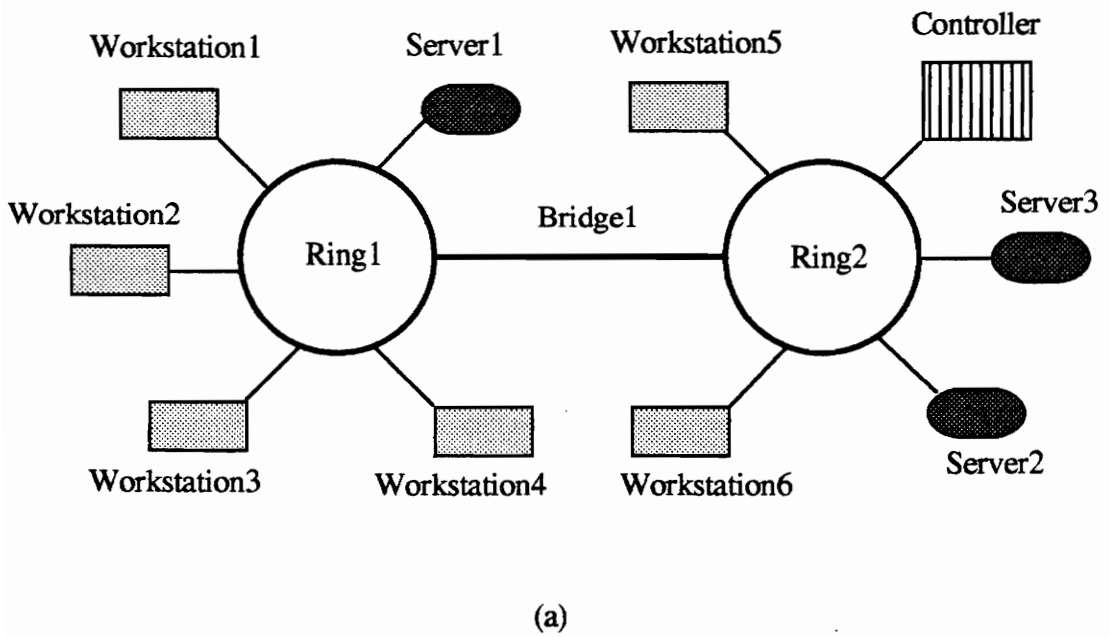 Controller
Workstation1
Server1
Workstation5
Workstation2
Bridge1
Server3
Ring1
Ring2
Workstation3
Workstation4
Workstation6
Server2
(a)